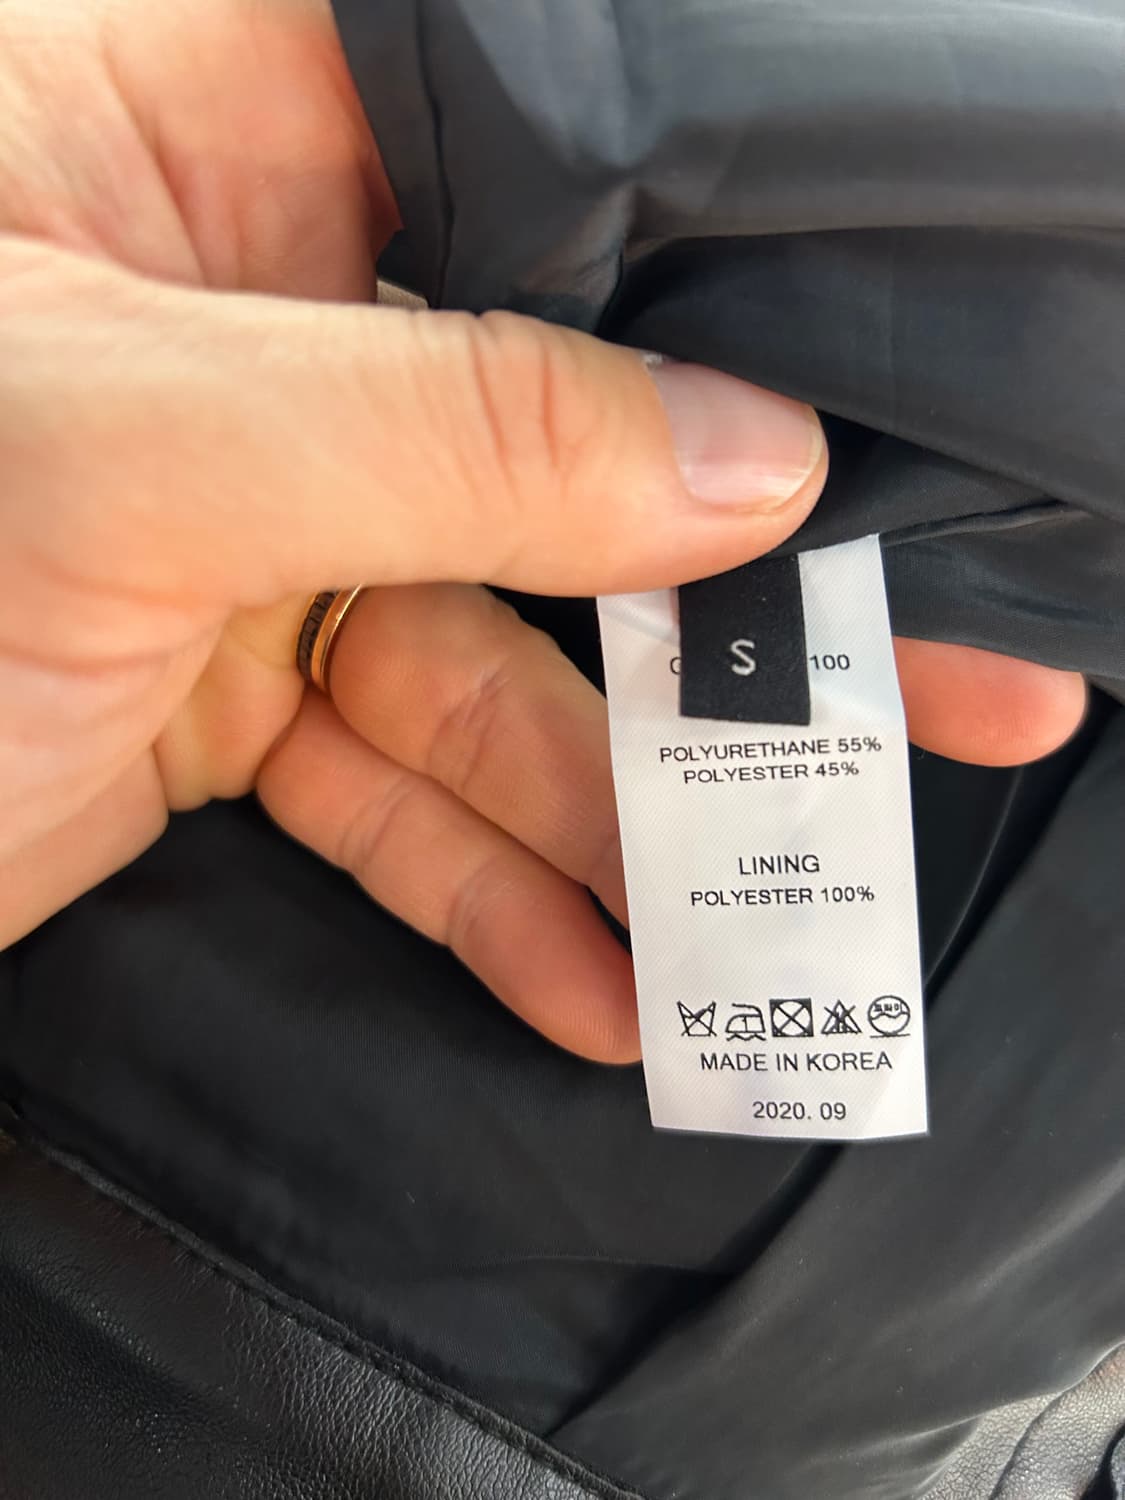 S
100
POLYURETHANE 55%
POLYESTER 45%
LINING
POLYESTER 100%
MADE IN KOREA
2020. 09